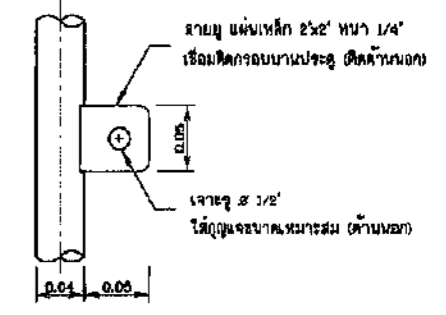 สายยู แผ่นเหล็ก 2"x2" หนา 1/4"
เชื่อมติดกรอบบานประตู (ติดด้านนอก)
0.05
เจาะรู ø 1/2"
ใส่กุญแจขนาดเหมาะสม (ด้านนอก)
0.04 0.05